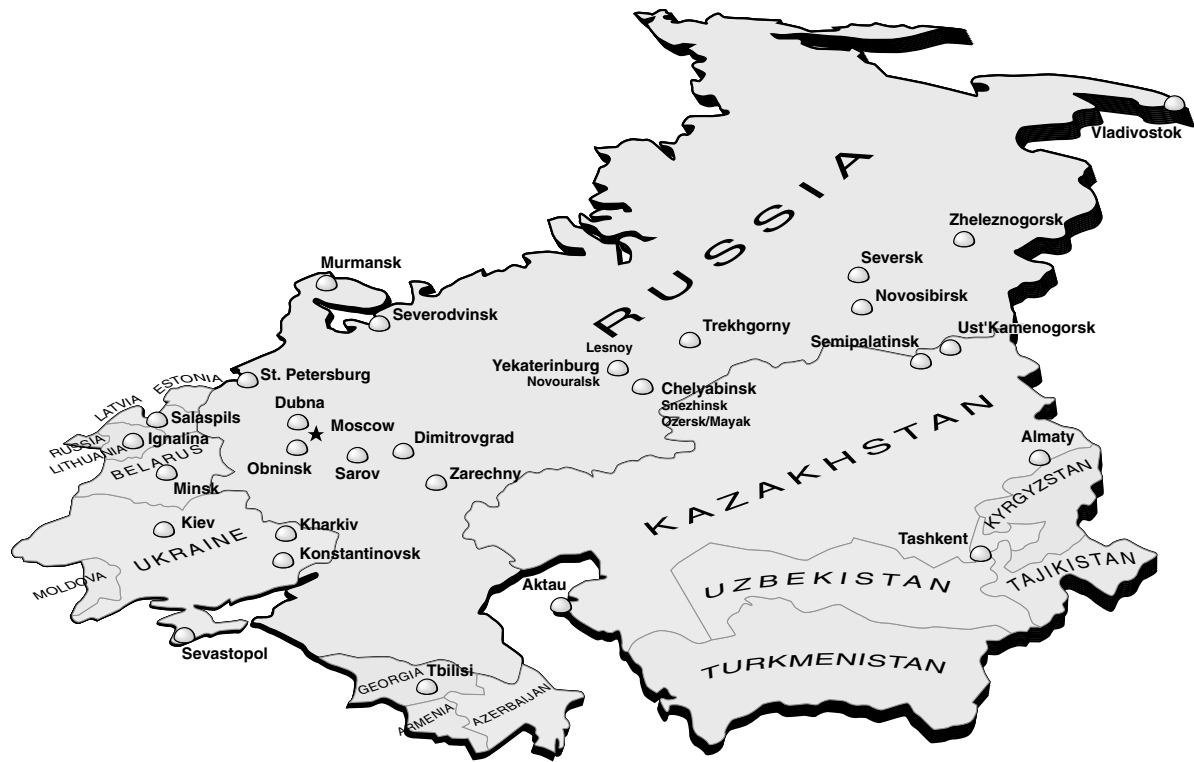 Vladivostok
RUSSIA
Zheleznogorsk
Seversk
Murmansk
Novosibirsk
Severodvinsk
Trekhgorny
Ust'Kamenogorsk
Semipalatinsk
Lesnoy
Yekaterinburg
Novouralsk
St. Petersburg
ESTONIA
Chelyabinsk
Snezhinsk
Ozersk/Mayak
LATVIA
Dubna
Salaspils
Moscow
KAZAKHSTAN
RUSSIA
Ignalina
Dimitrovgrad
Almaty
LITHUANIA
BELARUS
Obninsk
Sarov
Zarechny
Minsk
KYRGYZSTAN
Kiev
Kharkiv
UKRAINE
Tashkent
Konstantinovsk
MOLDOVA
Aktau
UZBEKISTAN
TAJIKISTAN
Sevastopol
TURKMENISTAN
GEORGIA
Tbilisi
ARMENIA
AZERBAIJAN